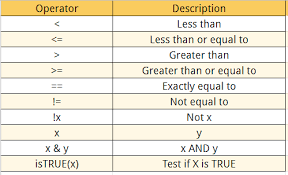 Operator Description
< Less than
<= Less than or equal to
> Greater than
>= Greater than or equal to
== Exactly equal to
!= Not equal to
!x Not x
x y
x & y x AND y
isTRUE(x) Test if X is TRUE